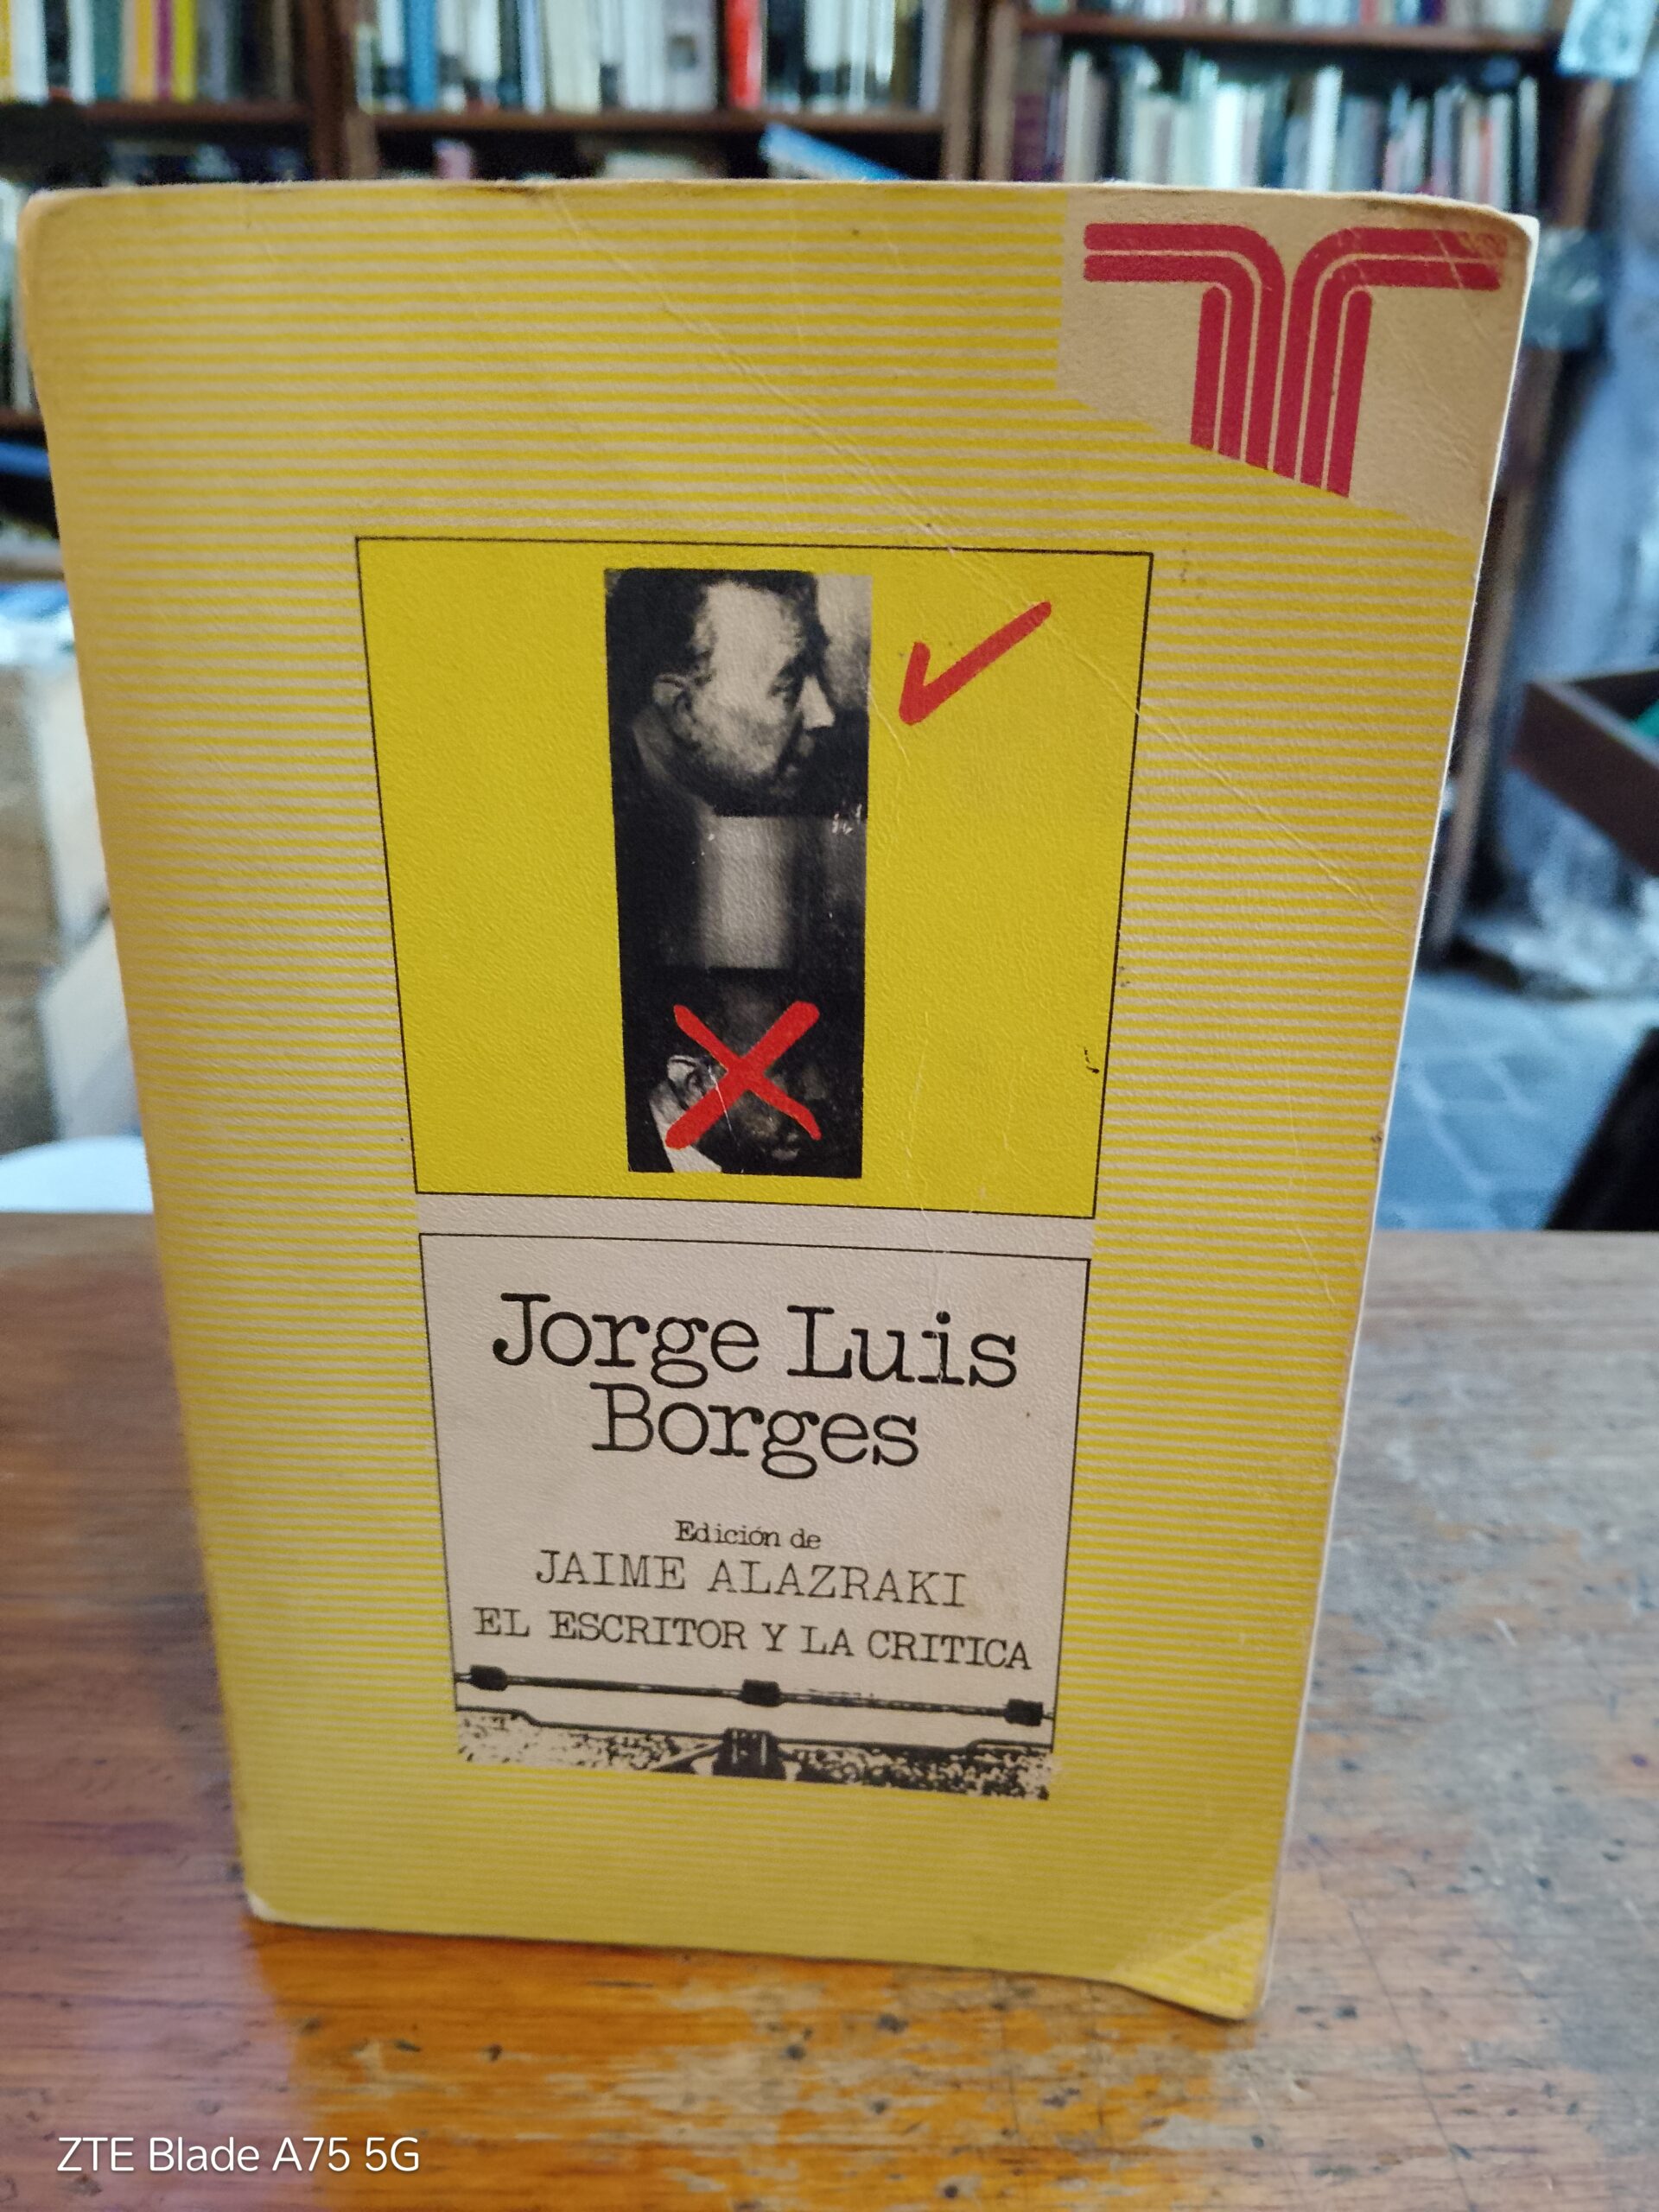 Jorge Luis
Borges
Edición de
JAIME ALAZRAKI
EL ESCRITOR Y LA CRITICA
ZTE Blade A75 5G